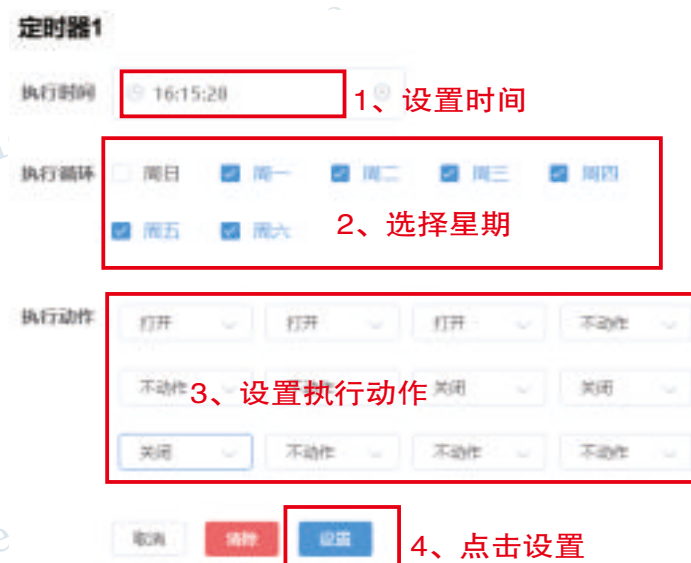 定时器1
执行时间 16:15:28 1、设置时间
执行循环 周日 周一 周二 周三 周四
周五 周六 2、选择星期
执行动作 打开 打开 打开 不动作
不动作 3、设置执行动作 关闭 关闭
关闭 不动作 不动作 不动作
取消 清除 设置 4、点击设置